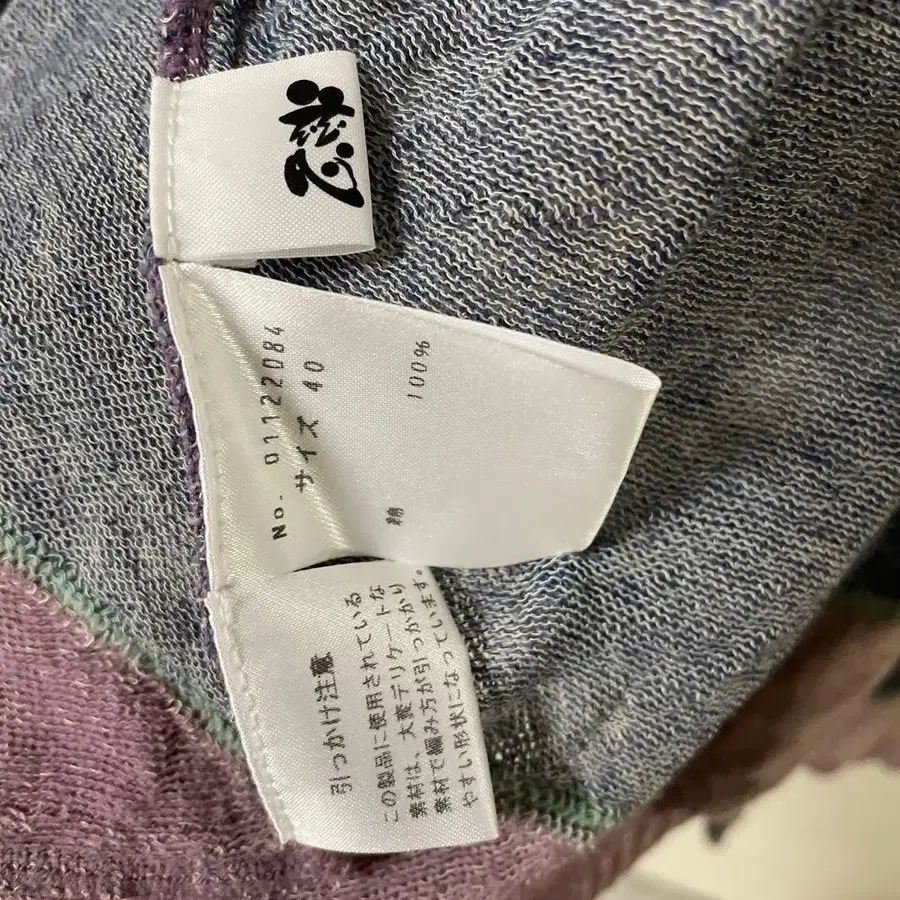 慈
No. 01122084
サイズ 40
綿 100%
引っかけ注意
この製品に使用されている
素材は、大変デリケートな
素材で編み方が引っかかり
やすい形状になっています。